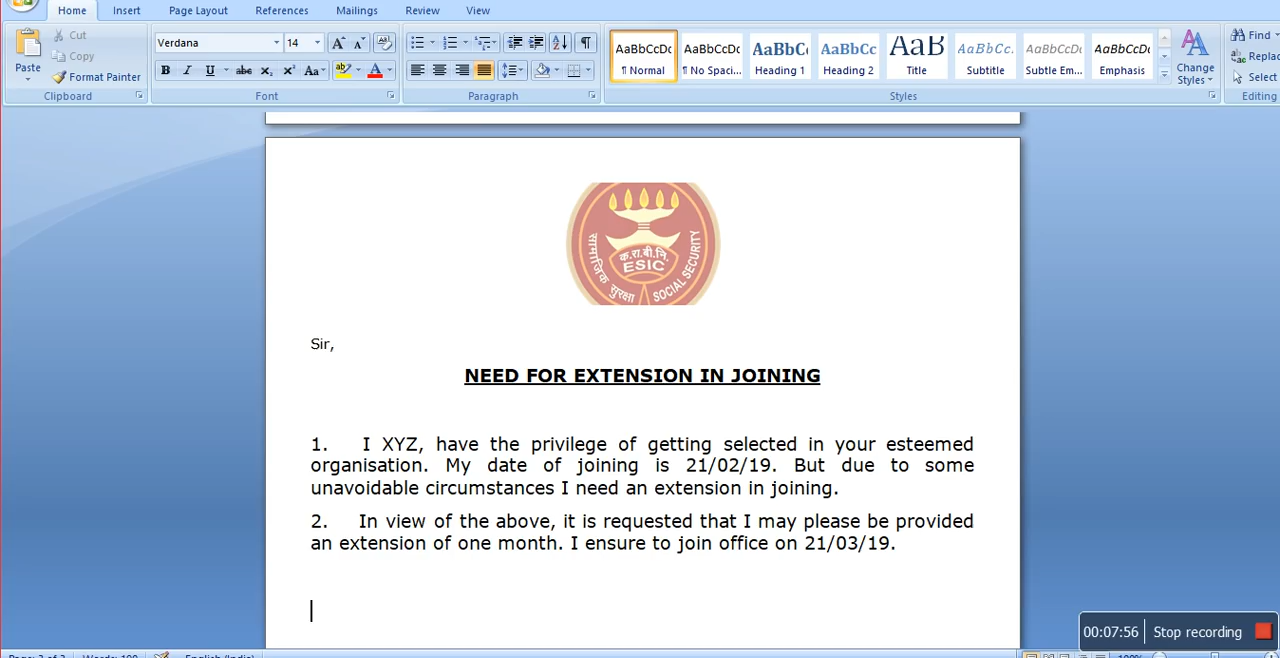 Home Insert Page Layout References Mailings Review View
Cut
Copy
Format Painter
Paste
Clipboard
Verdana 14
B I U abc x₂ x² Aa
Font
Paragraph
AaBbCcDc AaBbCcDc AaBbC AaBbCc AaB AaBbCc. AaBbCcDc AaBbCcDc
¶ Normal ¶ No Spaci... Heading 1 Heading 2 Title Subtitle Subtle Em... Emphasis
Change
Styles
Styles
Find
Replac
Select
Editing
सामाजिक सुरक्षा
क.रा.बी.नि.
ESIC
SOCIAL SECURITY
Sir,
NEED FOR EXTENSION IN JOINING
1. I XYZ, have the privilege of getting selected in your esteemed
organisation. My date of joining is 21/02/19. But due to some
unavoidable circumstances I need an extension in joining.
2. In view of the above, it is requested that I may please be provided
an extension of one month. I ensure to join office on 21/03/19.
00:07:56 Stop recording